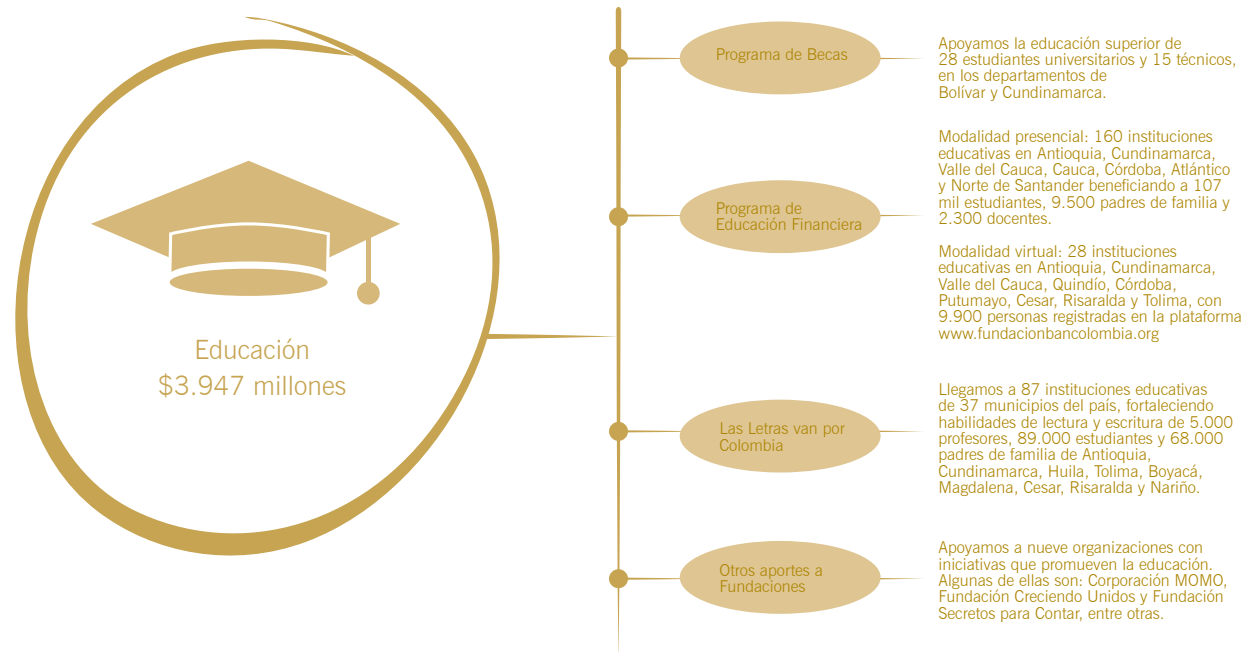 Educación
$3.947 millones
Programa de Becas
Apoyamos la educación superior de
28 estudiantes universitarios y 15 técnicos,
en los departamentos de
Bolívar y Cundinamarca.
Programa de
Educación Financiera
Modalidad presencial: 160 instituciones
educativas en Antioquia, Cundinamarca,
Valle del Cauca, Cauca, Córdoba, Atlántico
y Norte de Santander beneficiando a 107
mil estudiantes, 9.500 padres de familia y
2.300 docentes.
Modalidad virtual: 28 instituciones
educativas en Antioquia, Cundinamarca,
Valle del Cauca, Quindío, Córdoba,
Putumayo, Cesar, Risaralda y Tolima, con
9.900 personas registradas en la plataforma
www.fundacionbancolombia.org
Las Letras van por
Colombia
Llegamos a 87 instituciones educativas
de 37 municipios del país, fortaleciendo
habilidades de lectura y escritura de 5.000
profesores, 89.000 estudiantes y 68.000
padres de familia de Antioquia,
Cundinamarca, Huila, Tolima, Boyacá,
Magdalena, Cesar, Risaralda y Nariño.
Otros aportes a
Fundaciones
Apoyamos a nueve organizaciones con
iniciativas que promueven la educación.
Algunas de ellas son: Corporación MOMO,
Fundación Creciendo Unidos y Fundación
Secretos para Contar, entre otras.